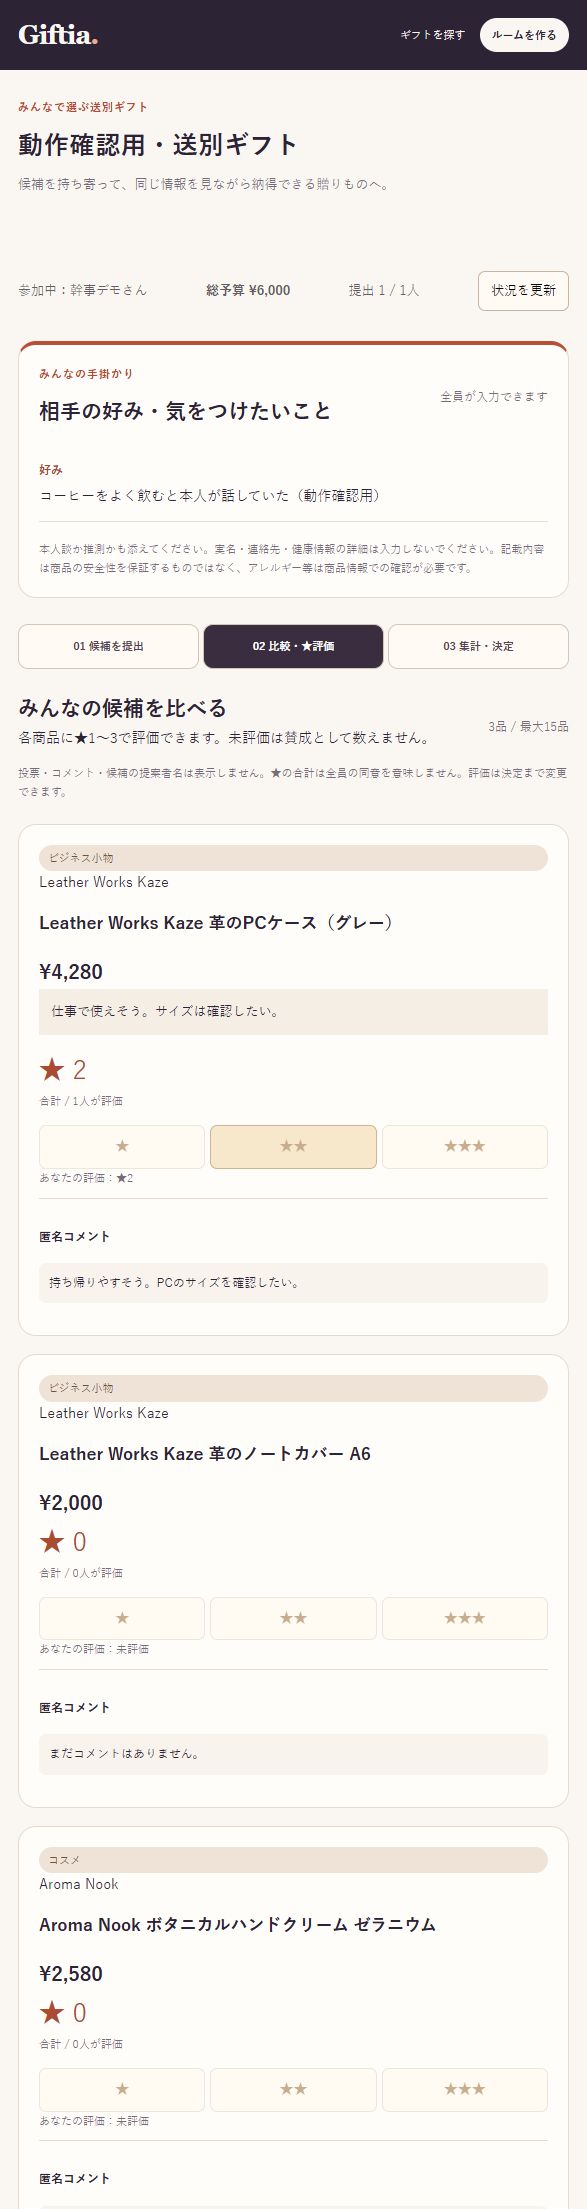 Giftia.
ギフトを探す
ルームを作る
みんなで選ぶ送別ギフト
動作確認用・送別ギフト
候補を持ち寄って、同じ情報を見ながら納得できる贈りものへ。
参加中：幹事デモさん
総予算 ¥6,000
提出 1 / 1人
状況を更新
みんなの手掛かり
相手の好み・気をつけたいこと
全員が入力できます
好み
コーヒーをよく飲むと本人が話していた（動作確認用）
本人談か推測かも添えてください。実名・連絡先・健康情報の詳細は入力しないでください。記載内容
は商品の安全性を保証するものではなく、アレルギー等は商品情報での確認が必要です。
01 候補を提出
02 比較・★評価
03 集計・決定
みんなの候補を比べる
各商品に★1〜3で評価できます。未評価は賛成として数えません。
3品 / 最大15品
投票・コメント・候補の提案者名は表示しません。★の合計は全員の同意を意味しません。評価は決定まで変更
できます。
ビジネス小物
Leather Works Kaze
Leather Works Kaze 革のPCケース（グレー）
¥4,280
仕事で使えそう。サイズは確認したい。
★ 2
合計 / 1人が評価
★
★★
★★★
あなたの評価：★2
匿名コメント
持ち帰りやすそう。PCのサイズを確認したい。
ビジネス小物
Leather Works Kaze
Leather Works Kaze 革のノートカバー A6
¥2,000
★ 0
合計 / 0人が評価
★
★★
★★★
あなたの評価：未評価
匿名コメント
まだコメントはありません。
コスメ
Aroma Nook
Aroma Nook ボタニカルハンドクリーム ゼラニウム
¥2,580
★ 0
合計 / 0人が評価
★
★★
★★★
あなたの評価：未評価
匿名コメント